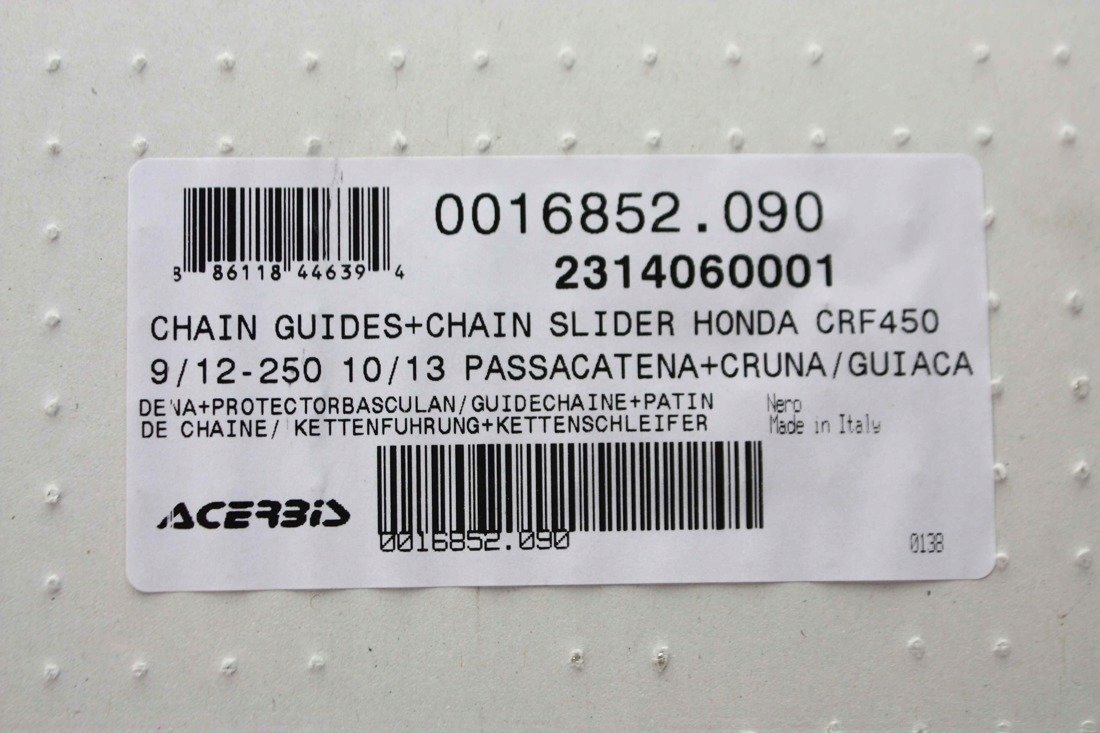 0016852.090
8 86118 44639 4
2314060001
CHAIN GUIDES+CHAIN SLIDER HONDA CRF450
9/12-250 10/13 PASSACATENA+CRUNA/GUIACA
DENA+PROTECTORBASCULAN/GUIDECHAINE+PATIN
DE CHAINE/ KETTENFUHRUNG+KETTENSCHLEIFER
Nero
Made in Italy
ACERBIS
0016852.090
0138